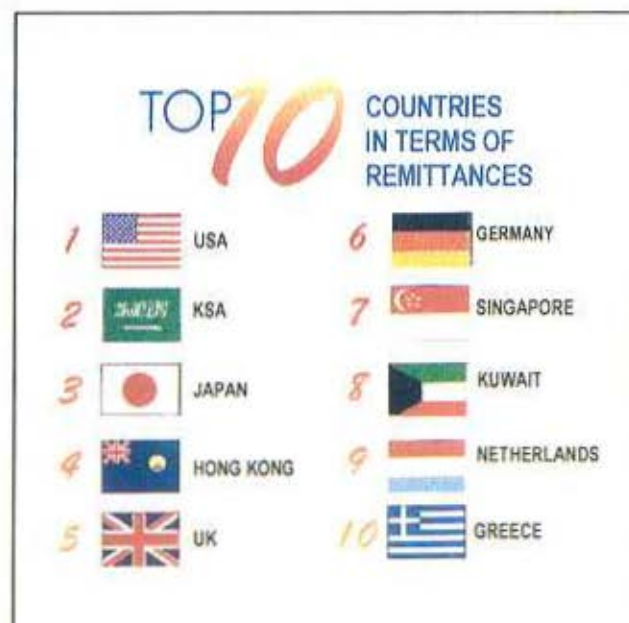 TOP 10
COUNTRIES
IN TERMS OF
REMITTANCES
1 USA
2 KSA
3 JAPAN
4 HONG KONG
5 UK
6 GERMANY
7 SINGAPORE
8 KUWAIT
9 NETHERLANDS
10 GREECE